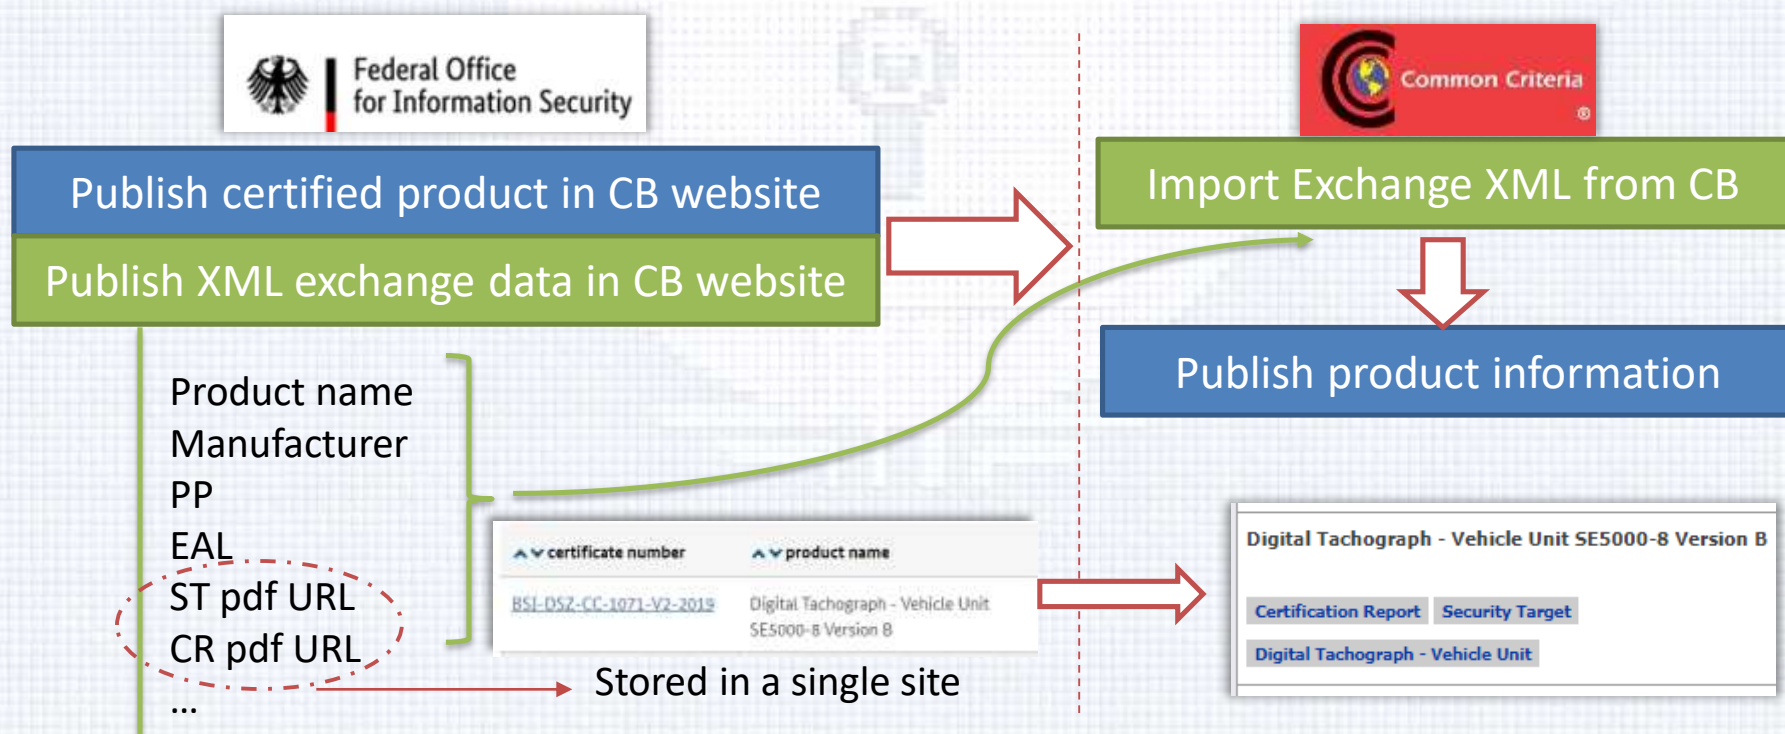 Federal Office
for Information Security
Common Criteria
®
Publish certified product in CB website
Publish XML exchange data in CB website
Import Exchange XML from CB
Publish product information
Product name
Manufacturer
PP
EAL
ST pdf URL
CR pdf URL
...
certificate number
product name
BSI-DSZ-CC-1071-V2-2019
Digital Tachograph - Vehicle Unit
SE5000-8 Version B
Stored in a single site
Digital Tachograph - Vehicle Unit SE5000-8 Version B
Certification Report
Security Target
Digital Tachograph - Vehicle Unit